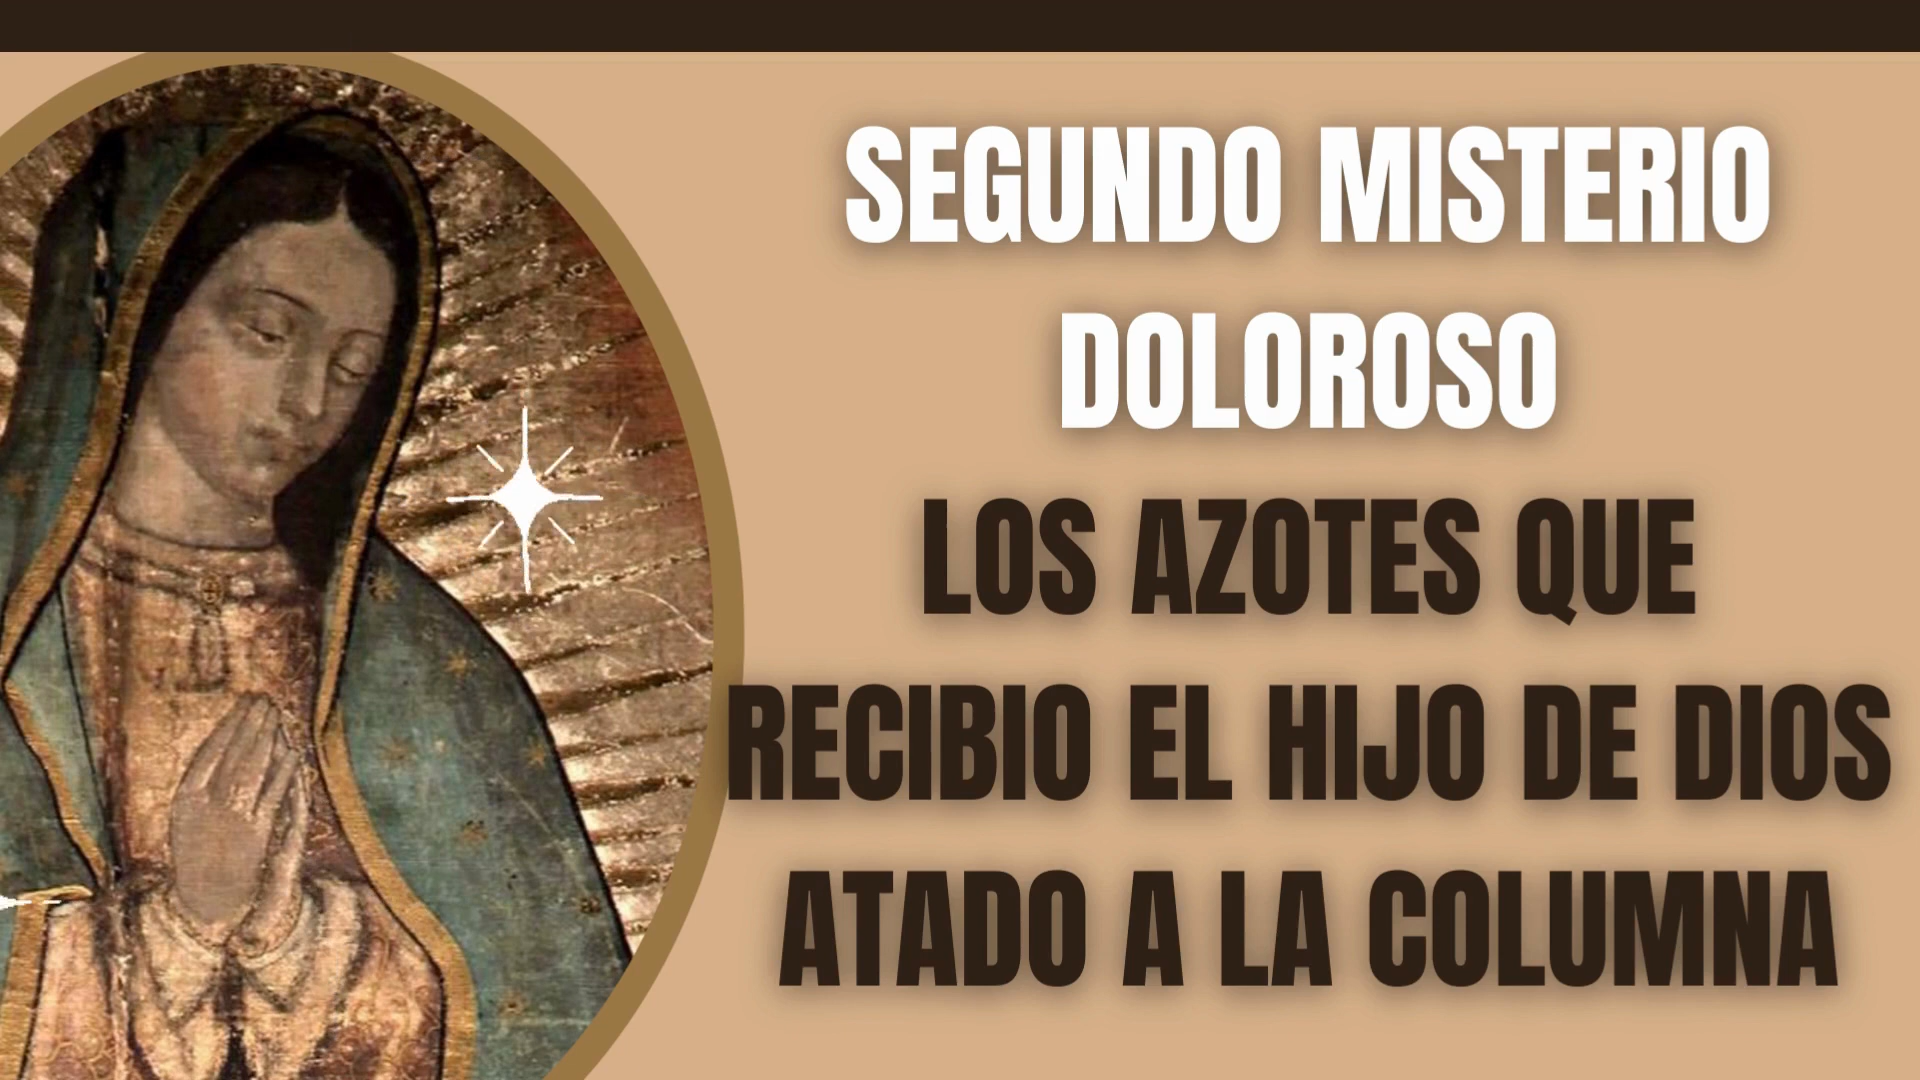 SEGUNDO MISTERIO
DOLOROSO
LOS AZOTES QUE
RECIBIO EL HIJO DE DIOS
ATADO A LA COLUMNA